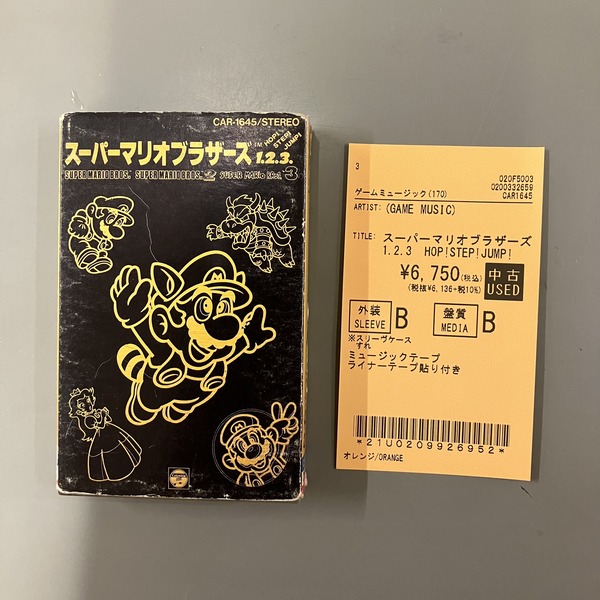 CAR-1645/STEREO
スーパーマリオブラザーズ 1.2.3.
TM HOP! STEP! JUMP!
SUPER MARIO BROS. SUPER MARIO BROS. 2 SUPER MARIO BROS. 3
3
020F5003
0200332659
ゲームミュージック(170) CAR1645
ARTIST: (GAME MUSIC)
TITLE: スーパーマリオブラザーズ
1.2.3 HOP!STEP!JUMP!
¥6,750(税込)
(税抜¥6,136+税10%)
中古
USED
外装
SLEEVE B
盤質
MEDIA B
※スリーヴケース
すれ
ミュージックテープ
ライナーテープ貼り付き
*21U0209926952*
オレンジ/ORANGE